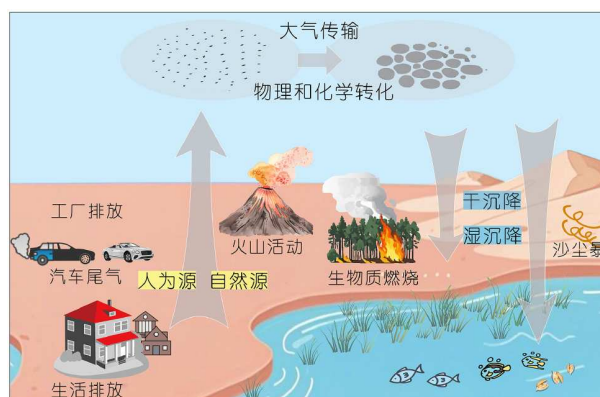 大气传输
物理和化学转化
工厂排放
汽车尾气
人为源 自然源
生活排放
火山活动
生物质燃烧
干沉降
湿沉降
沙尘暴